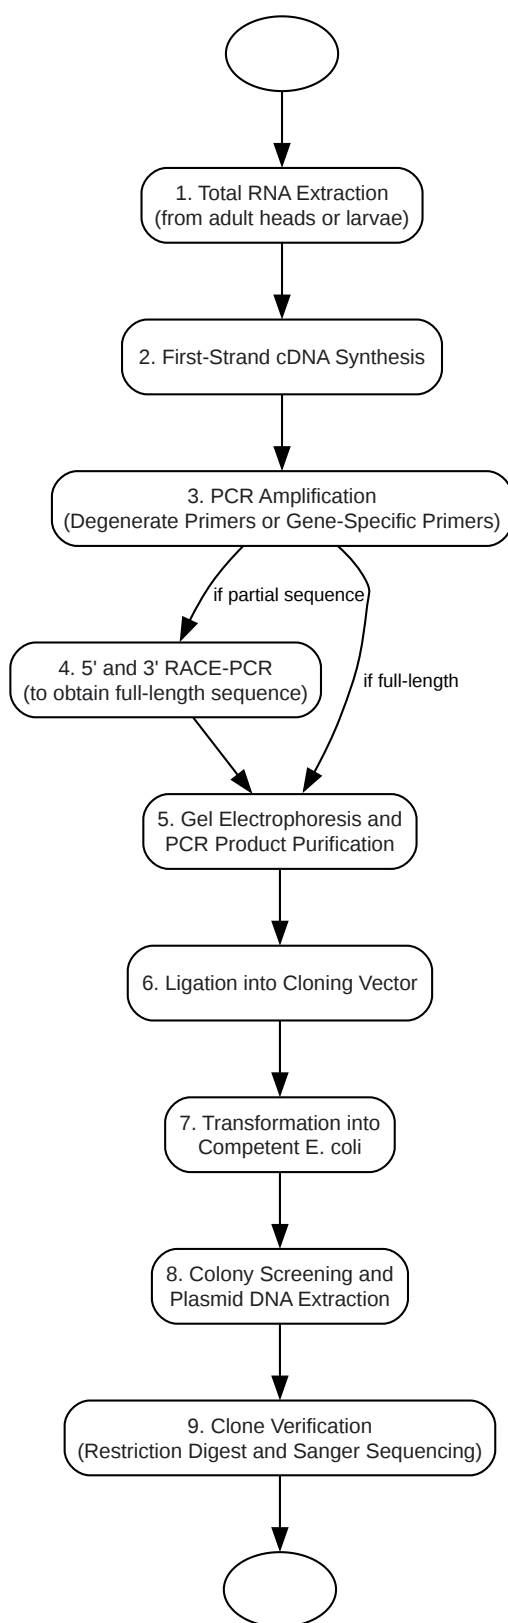 1. Total RNA Extraction
(from adult heads or larvae)
2. First-Strand cDNA Synthesis
3. PCR Amplification
(Degenerate Primers or Gene-Specific Primers)
if partial sequence
4. 5' and 3' RACE-PCR
(to obtain full-length sequence)
if full-length
5. Gel Electrophoresis and
PCR Product Purification
6. Ligation into Cloning Vector
7. Transformation into
Competent E. coli
8. Colony Screening and
Plasmid DNA Extraction
9. Clone Verification
(Restriction Digest and Sanger Sequencing)